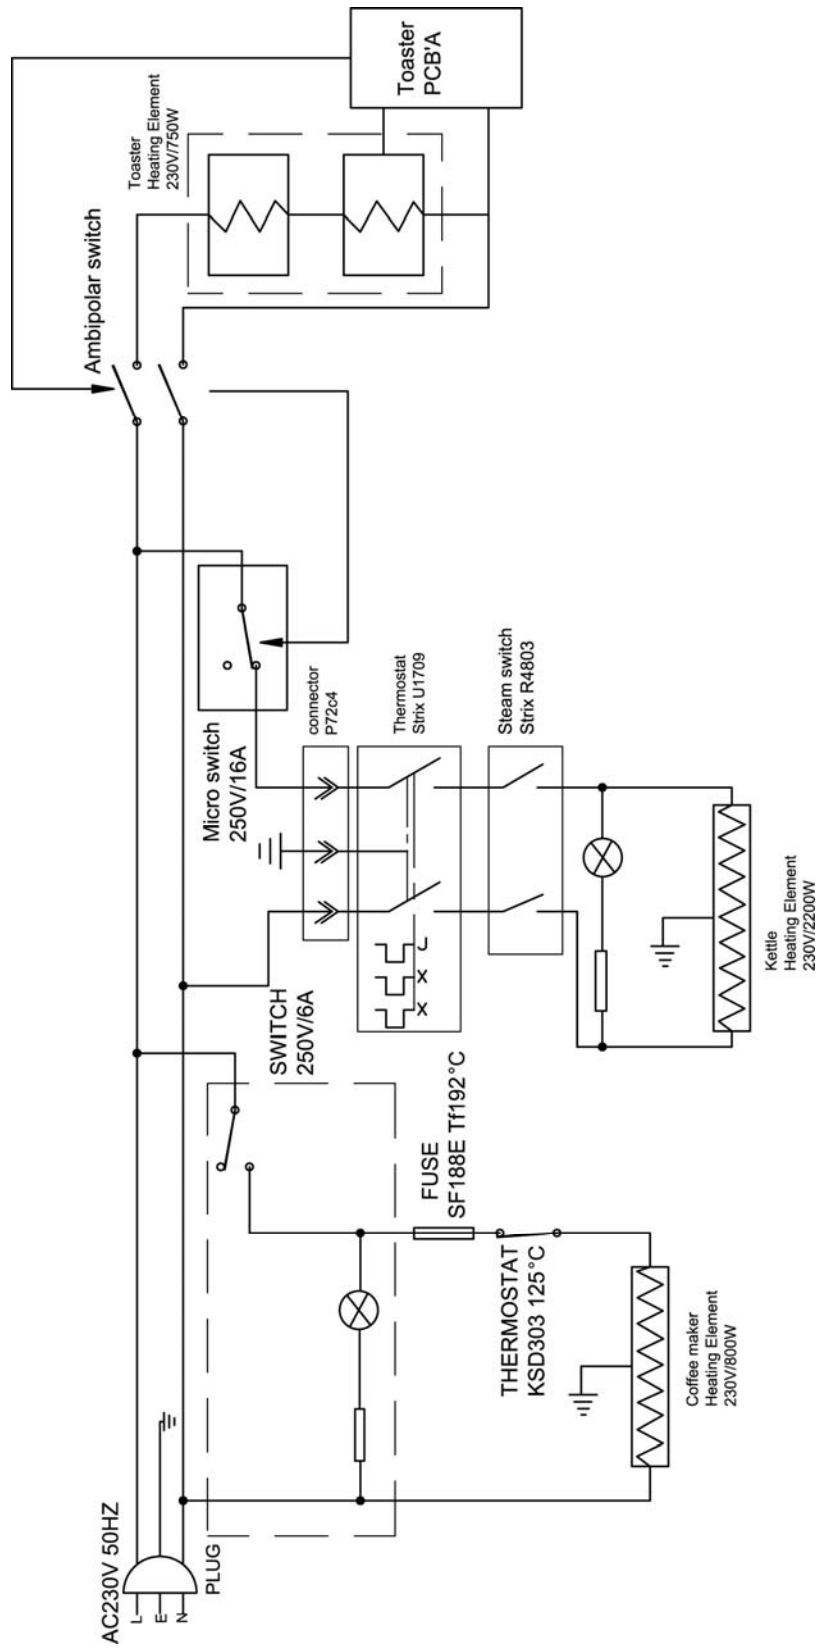 AC230V 50HZ
L
E
N
PLUG
SWITCH
250V/6A
FUSE
SF188E Tf192°C
THERMOSTAT
KSD303 125°C
Coffee maker
Heating Element
230V/800W
Micro switch
250V/16A
connector
P72c4
Thermostat
Strix U1709
Steam switch
Strix R4803
Kettle
Heating Element
230V/2200W
Ambipolar switch
Toaster
Heating Element
230V/750W
Toaster
PCB'A